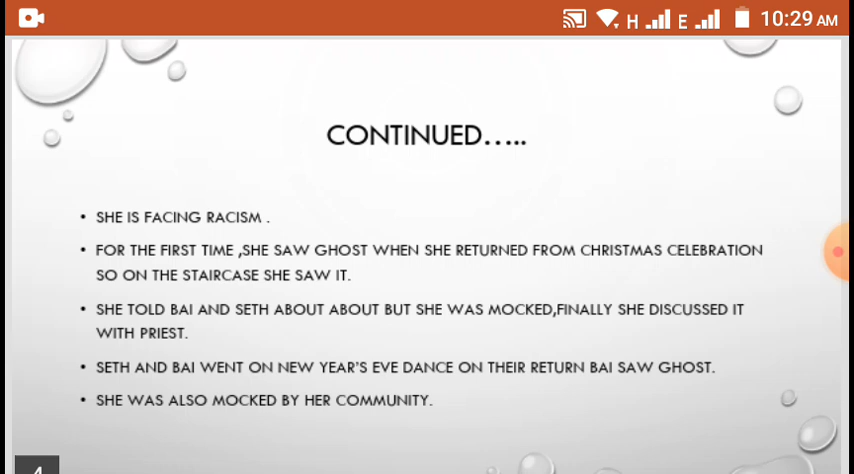 H E 10:29 AM
CONTINUED…..
• SHE IS FACING RACISM .
• FOR THE FIRST TIME ,SHE SAW GHOST WHEN SHE RETURNED FROM CHRISTMAS CELEBRATION
SO ON THE STAIRCASE SHE SAW IT.
• SHE TOLD BAI AND SETH ABOUT ABOUT BUT SHE WAS MOCKED,FINALLY SHE DISCUSSED IT
WITH PRIEST.
• SETH AND BAI WENT ON NEW YEAR'S EVE DANCE ON THEIR RETURN BAI SAW GHOST.
• SHE WAS ALSO MOCKED BY HER COMMUNITY.
4